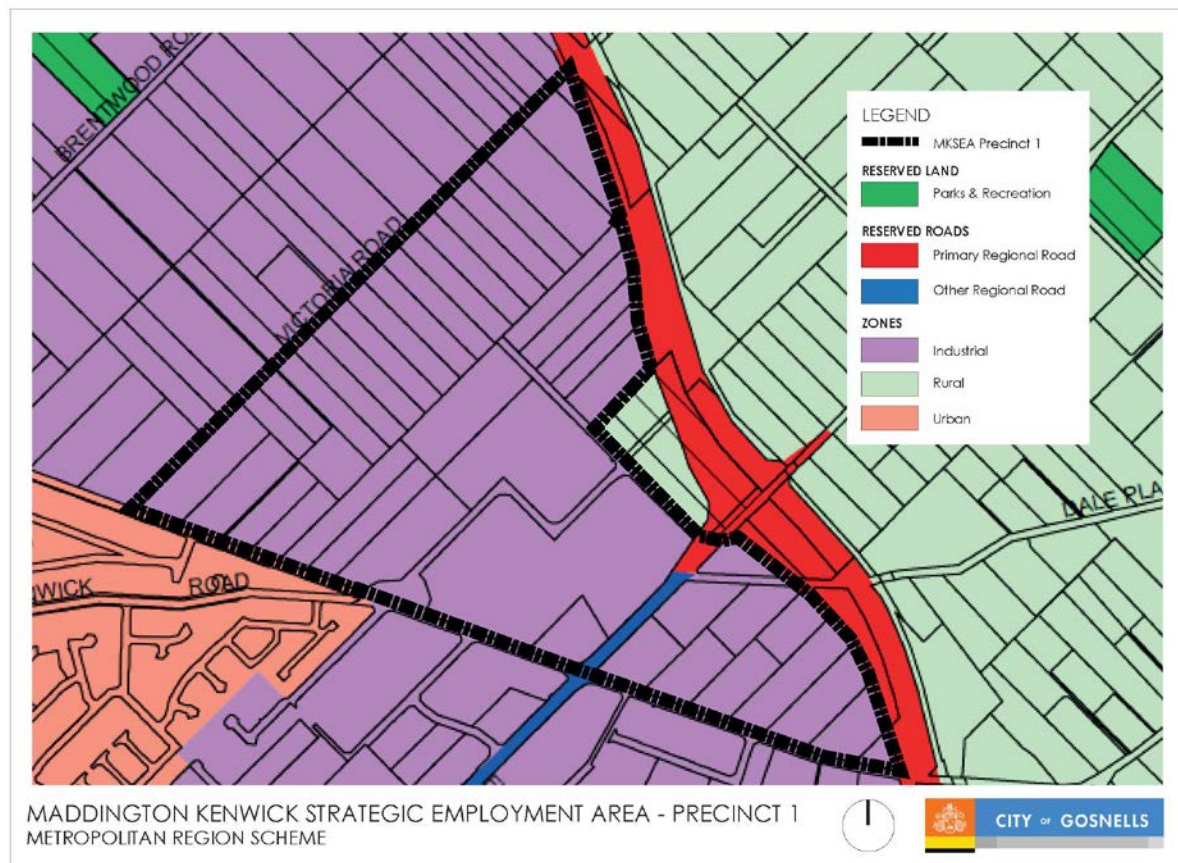 BRENTWOOD RO
VICTORIA ROAD
LEGEND
MKSEA Precinct 1
RESERVED LAND
Parks & Recreation
RESERVED ROADS
Primary Regional Road
Other Regional Road
ZONES
Industrial
Rural
Urban
DALE PLA
NWICK ROAD
MADDINGTON KENWICK STRATEGIC EMPLOYMENT AREA - PRECINCT 1
METROPOLITAN REGION SCHEME
CITY OF GOSNELLS